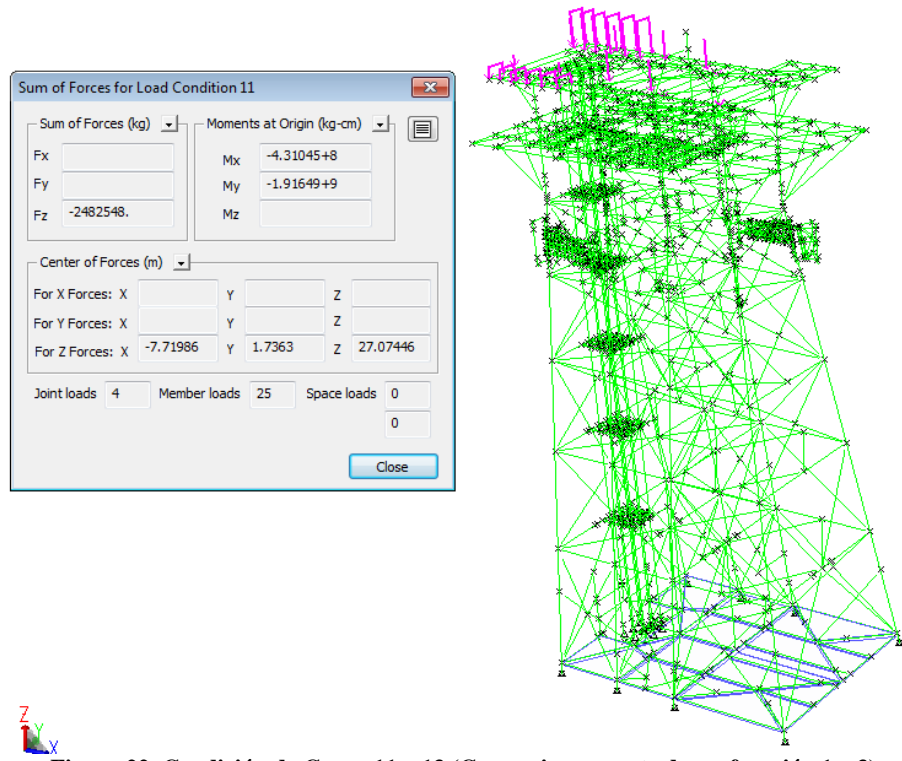 Sum of Forces for Load Condition 11
Sum of Forces (kg)
Moments at Origin (kg-cm)
Fx
Fy
Fz -2482548.
Mx -4.31045+8
My -1.91649+9
Mz
Center of Forces (m)
For X Forces: X Y Z
For Y Forces: X Y Z
For Z Forces: X -7.71986 Y 1.7363 Z 27.07446
Joint loads 4 Member loads 25 Space loads 0
0
Close
Z
Y
X